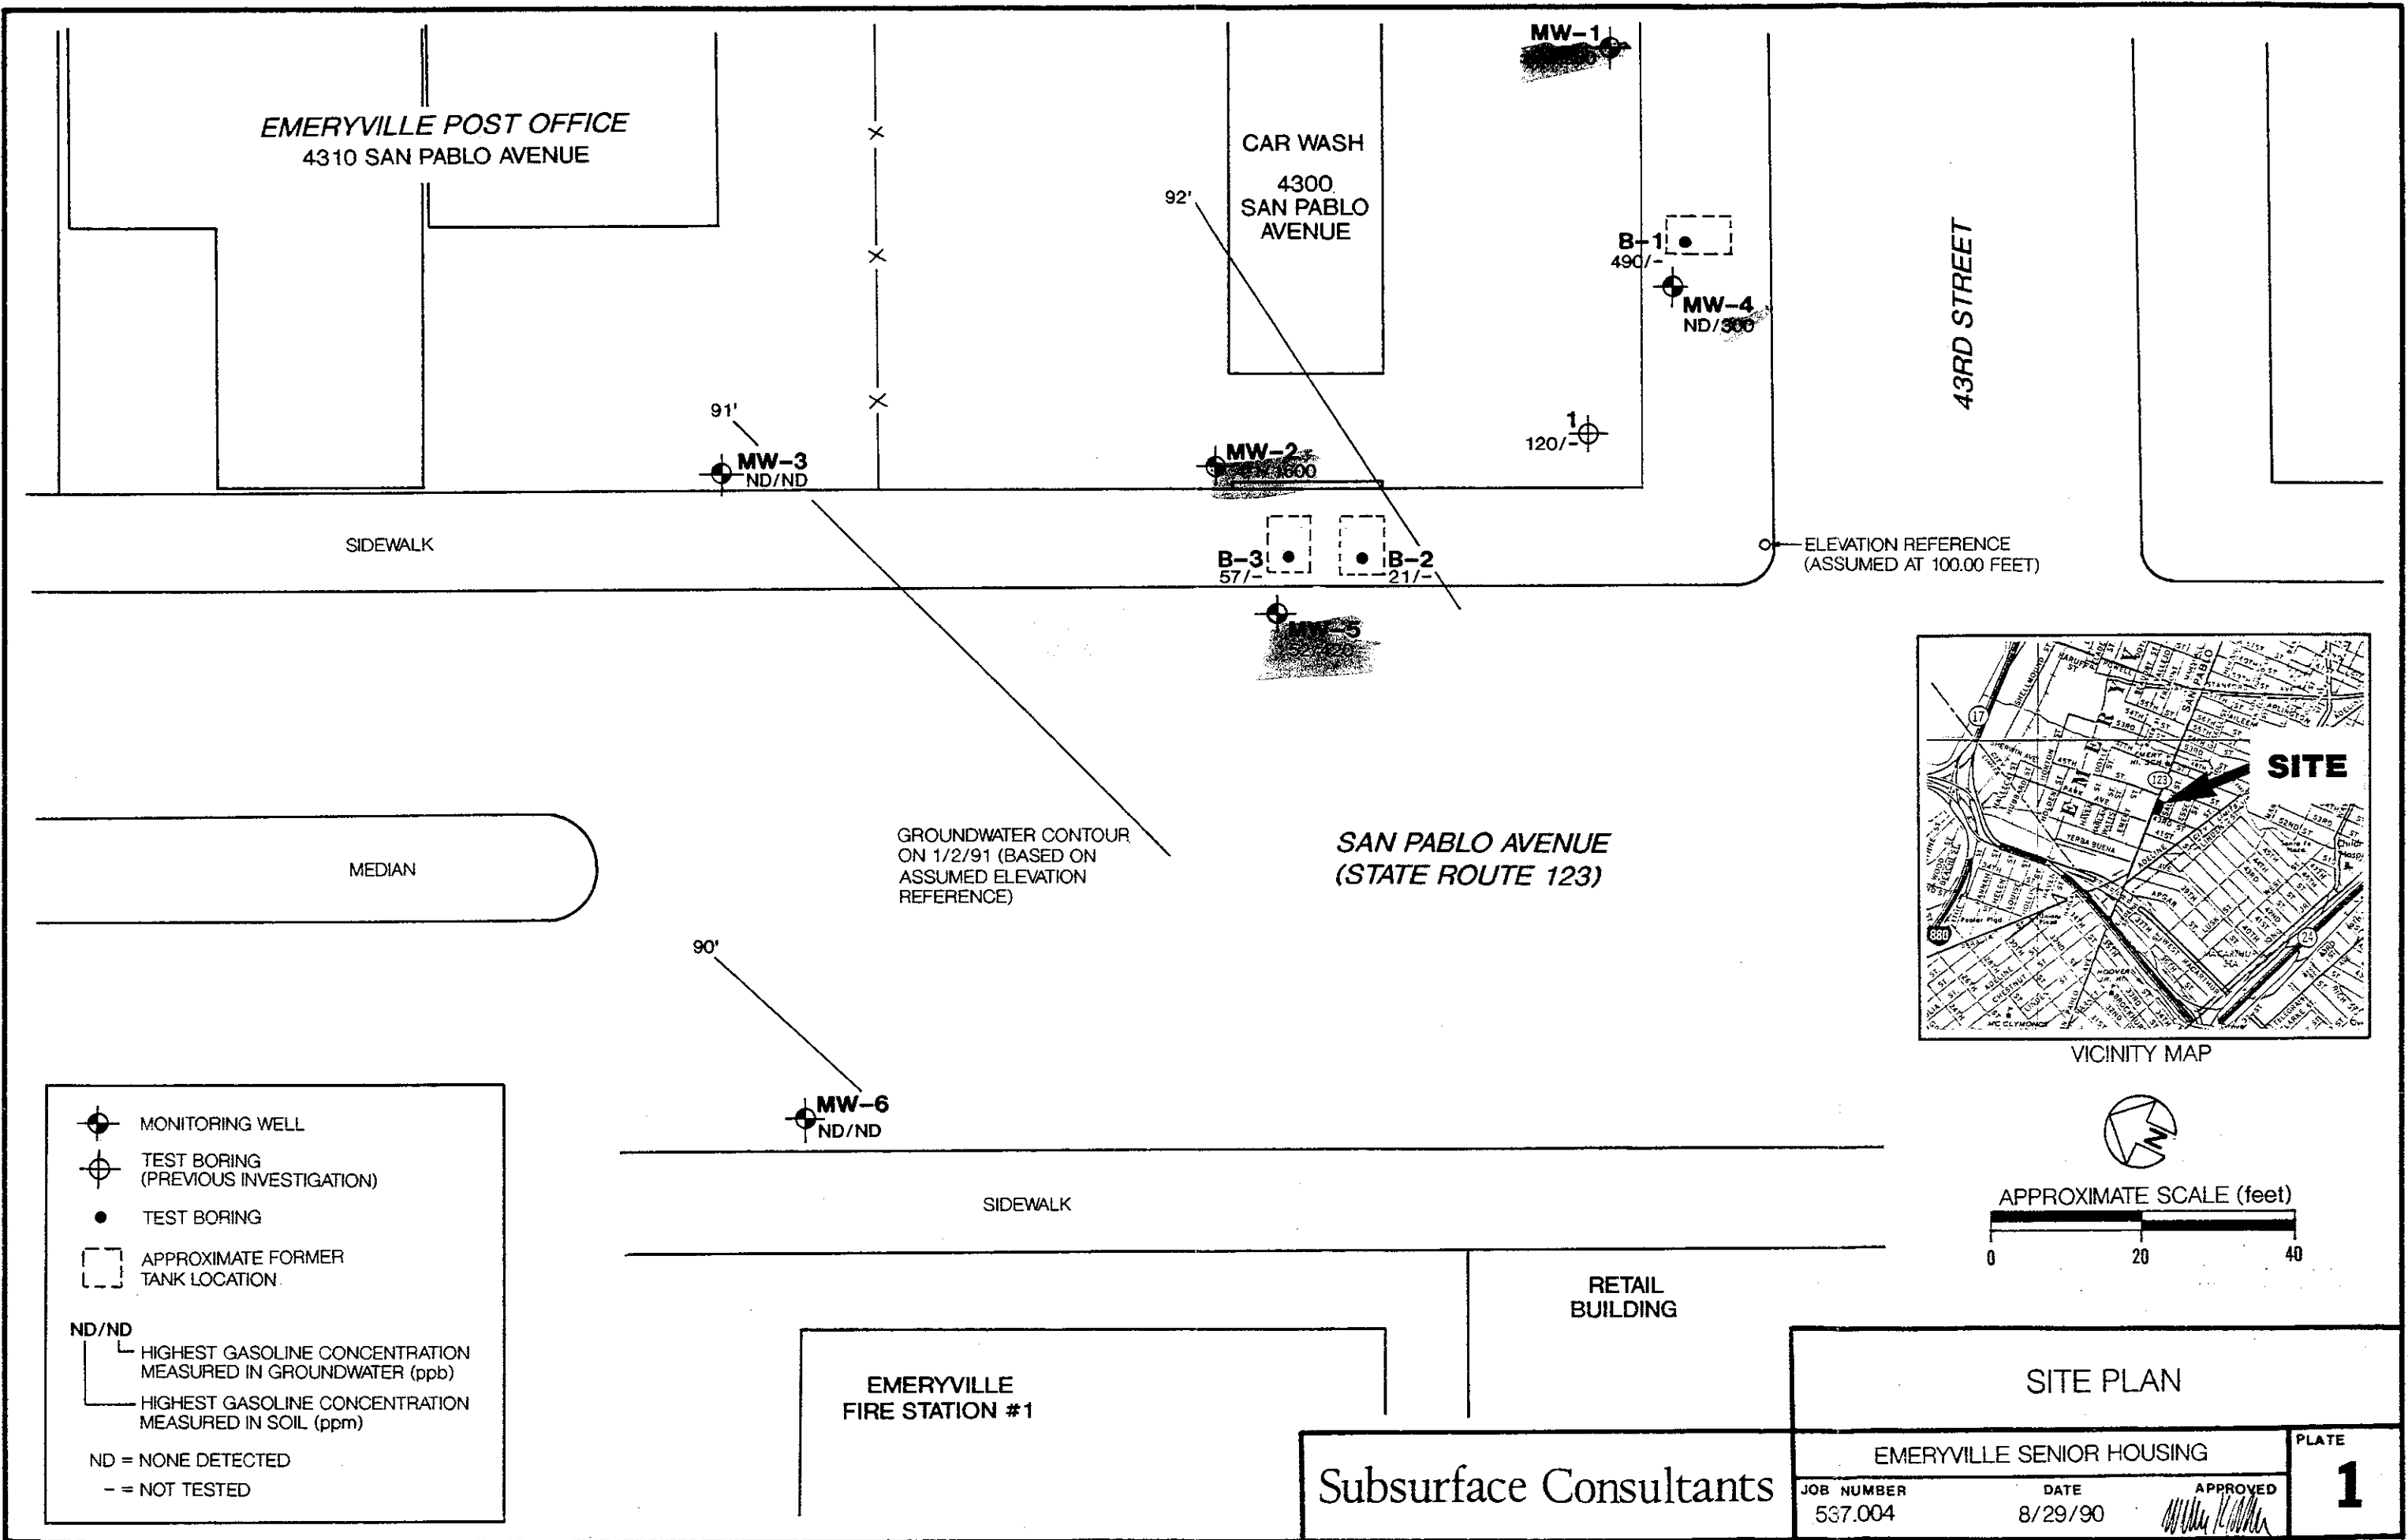 MW-1
EMERYVILLE POST OFFICE
4310 SAN PABLO AVENUE
CAR WASH
4300
SAN PABLO
AVENUE
92'
B-1
490/-
MW-4
ND/300
43RD STREET
91'
MW-3
ND/ND
MW-2
1
120/-
SIDEWALK
B-3
57/-
B-2
21/-
ELEVATION REFERENCE
(ASSUMED AT 100.00 FEET)
MW-5
SITE
VICINITY MAP
GROUNDWATER CONTOUR
ON 1/2/91 (BASED ON
ASSUMED ELEVATION
REFERENCE)
SAN PABLO AVENUE
(STATE ROUTE 123)
MEDIAN
90'
MW-6
ND/ND
SIDEWALK
MONITORING WELL
TEST BORING
(PREVIOUS INVESTIGATION)
TEST BORING
APPROXIMATE FORMER
TANK LOCATION
ND/ND
HIGHEST GASOLINE CONCENTRATION
MEASURED IN GROUNDWATER (ppb)
HIGHEST GASOLINE CONCENTRATION
MEASURED IN SOIL (ppm)
ND = NONE DETECTED
- = NOT TESTED
N
APPROXIMATE SCALE (feet)
0 20 40
RETAIL
BUILDING
EMERYVILLE
FIRE STATION #1
Subsurface Consultants
SITE PLAN
EMERYVILLE SENIOR HOUSING
JOB NUMBER
537.004
DATE
8/29/90
APPROVED
PLATE
1